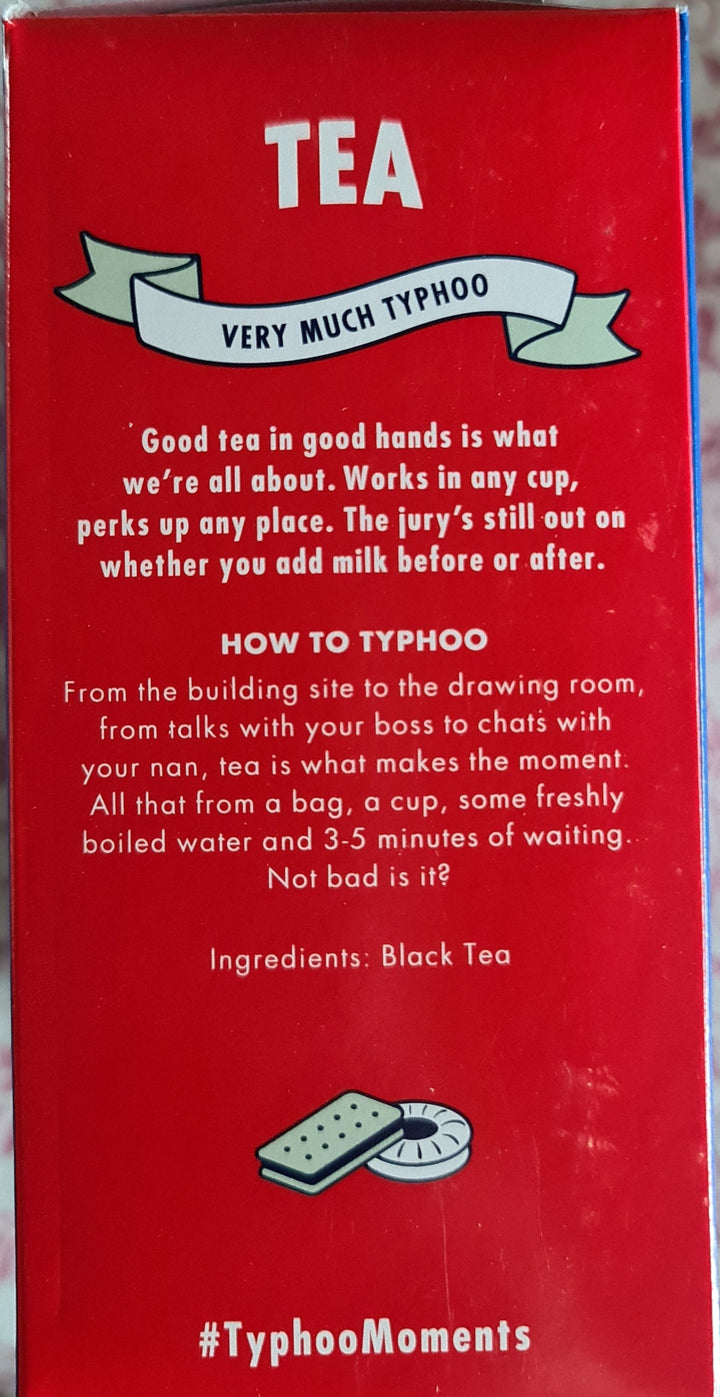 TEA
VERY MUCH TYPHOO
Good tea in good hands is what
we're all about. Works in any cup,
perks up any place. The jury's still out on
whether you add milk before or after.
HOW TO TYPHOO
From the building site to the drawing room,
from talks with your boss to chats with
your nan, tea is what makes the moment.
All that from a bag, a cup, some freshly
boiled water and 3-5 minutes of waiting.
Not bad is it?
Ingredients: Black Tea
#TyphooMoments